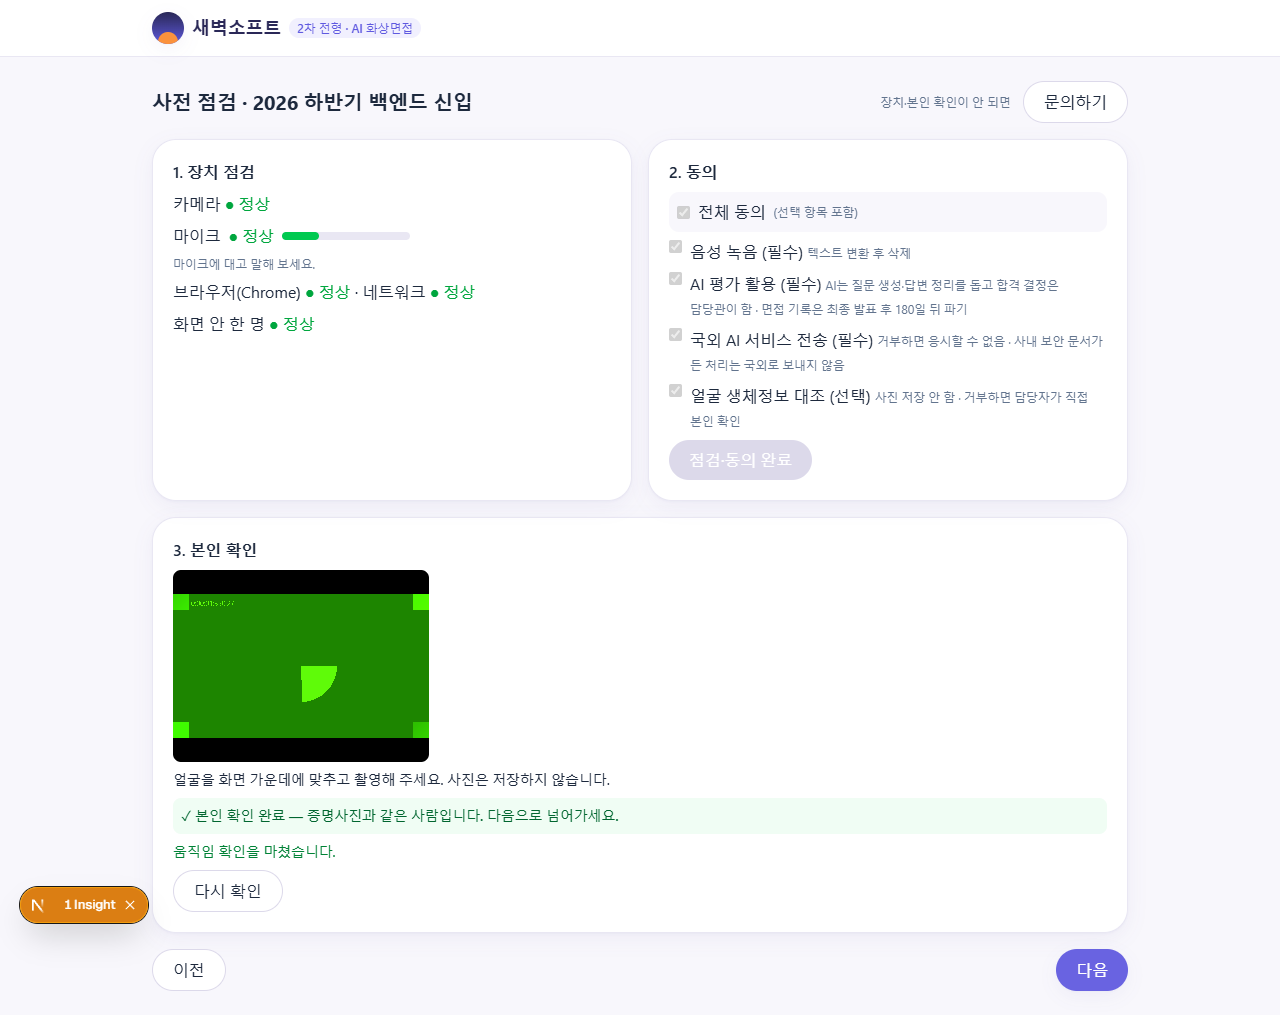 새벽소프트
2차 전형 · AI 화상면접
사전 점검 · 2026 하반기 백엔드 신입
장치·본인 확인이 안 되면
문의하기
1. 장치 점검
카메라 ● 정상
마이크 ● 정상
마이크에 대고 말해 보세요.
브라우저(Chrome) ● 정상 · 네트워크 ● 정상
화면 안 한 명 ● 정상
2. 동의
전체 동의 (선택 항목 포함)
음성 녹음 (필수) 텍스트 변환 후 삭제
AI 평가 활용 (필수) AI는 질문 생성·답변 정리를 돕고 합격 결정은
담당관이 함 · 면접 기록은 최종 발표 후 180일 뒤 파기
국외 AI 서비스 전송 (필수) 거부하면 응시할 수 없음 · 사내 보안 문서가
든 처리는 국외로 보내지 않음
얼굴 생체정보 대조 (선택) 사진 저장 안 함 · 거부하면 담당자가 직접
본인 확인
점검·동의 완료
3. 본인 확인
얼굴을 화면 가운데에 맞추고 촬영해 주세요. 사진은 저장하지 않습니다.
✓ 본인 확인 완료 — 증명사진과 같은 사람입니다. 다음으로 넘어가세요.
움직임 확인을 마쳤습니다.
다시 확인
1 Insight
이전
다음